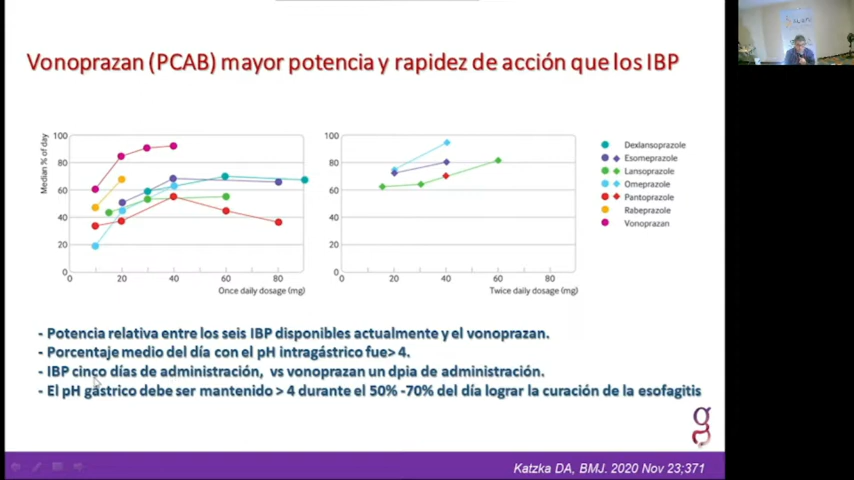 Vonoprazan (PCAB) mayor potencia y rapidez de acción que los IBP
Median % of day
100
80
60
40
20
0
0
20
40
60
80
Once daily dosage (mg)
100
80
60
40
20
0
0
20
40
60
80
Twice daily dosage (mg)
Dexlansoprazole
Esomeprazole
Lansoprazole
Omeprazole
Pantoprazole
Rabeprazole
Vonoprazan
- Potencia relativa entre los seis IBP disponibles actualmente y el vonoprazan.
- Porcentaje medio del día con el pH intragástrico fue> 4.
- IBP cinco días de administración, vs vonoprazan un dpia de administración.
- El pH gástrico debe ser mantenido > 4 durante el 50% -70% del día lograr la curación de la esofagitis
Katzka DA, BMJ. 2020 Nov 23;371